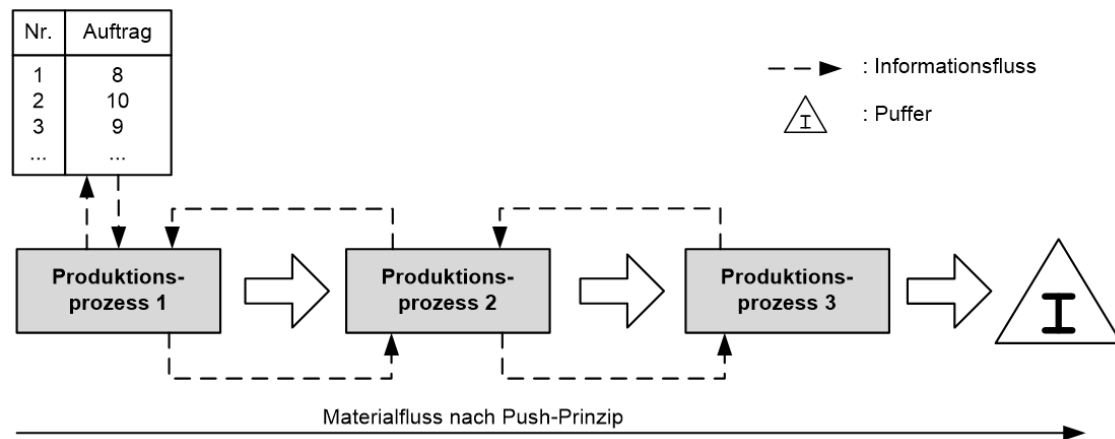 Nr. Auftrag
1 8
2 10
3 9
... ...
: Informationsfluss
I : Puffer
Produktions-
prozess 1
Produktions-
prozess 2
Produktions-
prozess 3
I
Materialfluss nach Push-Prinzip